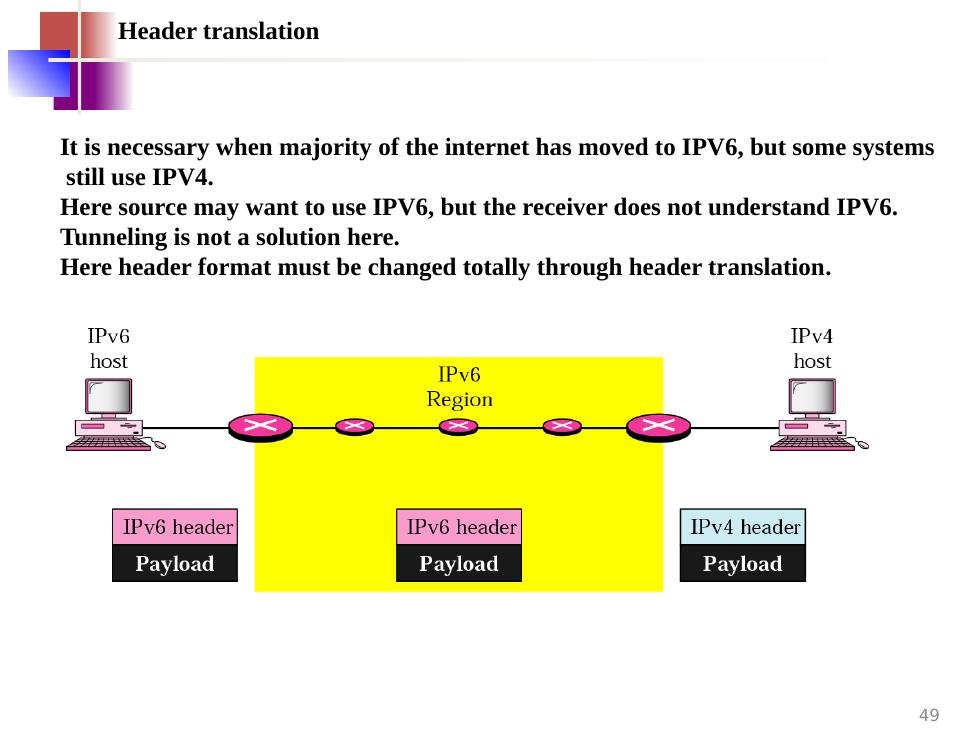 Header translation
It is necessary when majority of the internet has moved to IPV6, but some systems
still use IPV4.
Here source may want to use IPV6, but the receiver does not understand IPV6.
Tunneling is not a solution here.
Here header format must be changed totally through header translation.
IPv6
host
IPv6
Region
IPv4
host
IPv6 header
Payload
IPv6 header
Payload
IPv4 header
Payload
49